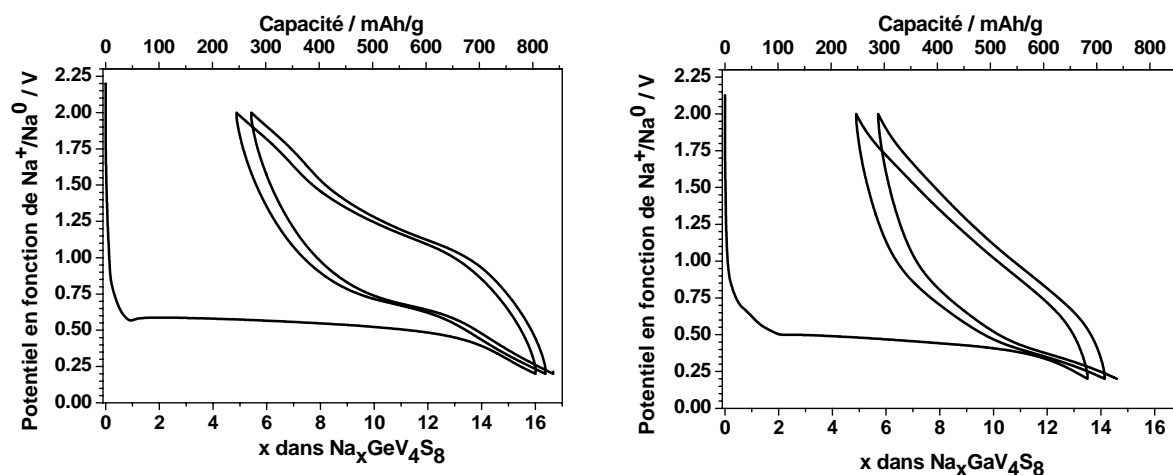 Capacité / mAh/g
0 100 200 300 400 500 600 700 800
2.25
2.00
1.75
1.50
1.25
1.00
0.75
0.50
0.25
0.00
Potentiel en fonction de Na⁺/Na⁰ / V
0 2 4 6 8 10 12 14 16
x dans NaₓGeV₄S₈
Capacité / mAh/g
0 100 200 300 400 500 600 700 800
2.25
2.00
1.75
1.50
1.25
1.00
0.75
0.50
0.25
0.00
Potentiel en fonction de Na⁺/Na⁰ / V
0 2 4 6 8 10 12 14 16
x dans NaₓGaV₄S₈